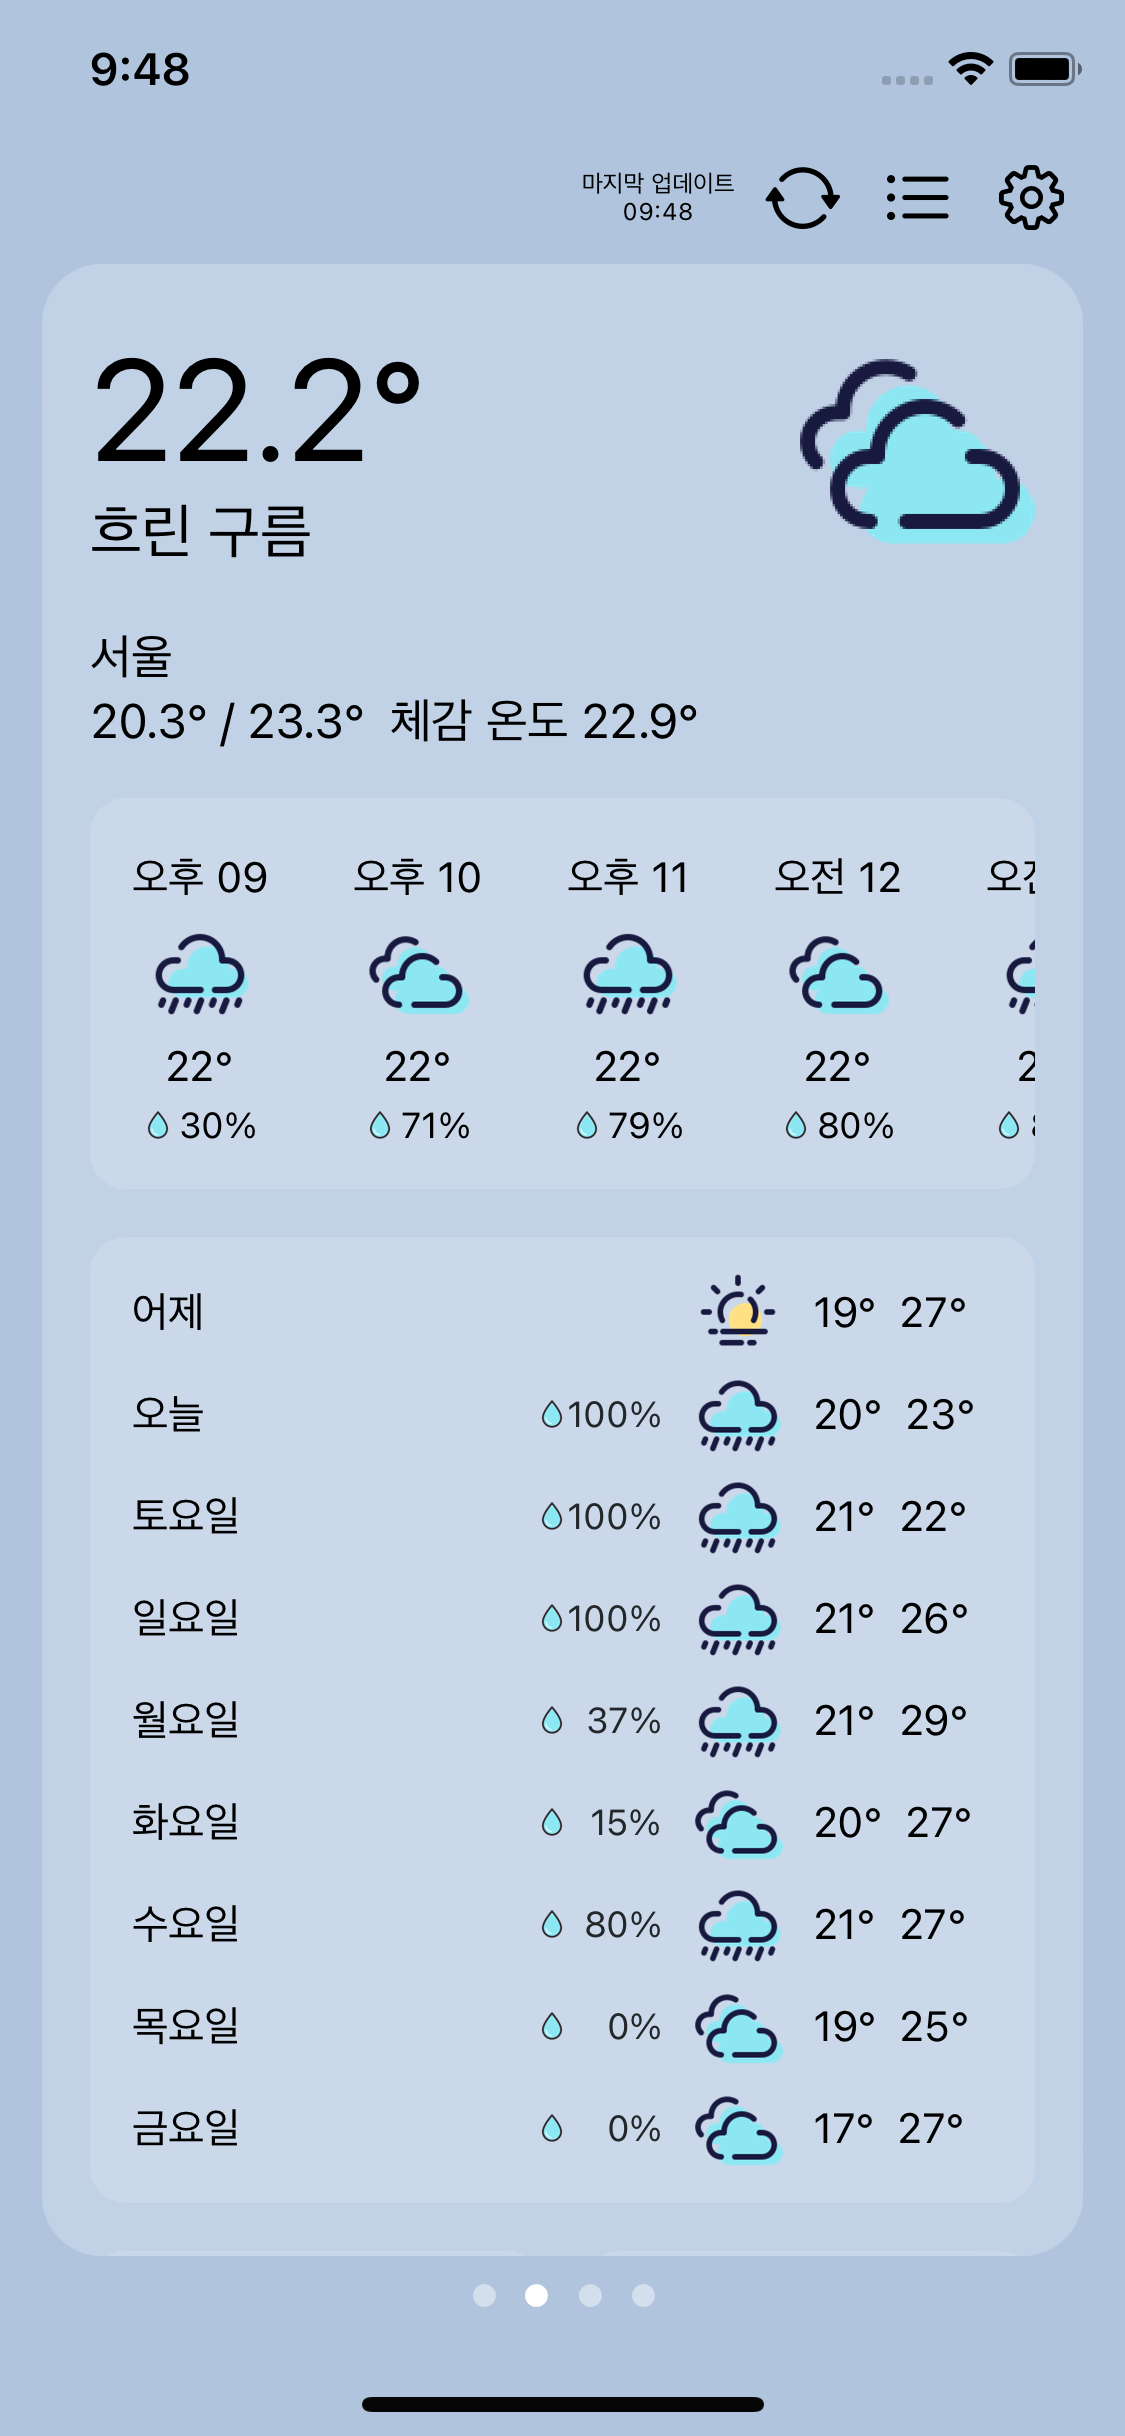 9:48
마지막 업데이트
09:48
22.2°
흐린 구름
서울
20.3° / 23.3° 체감 온도 22.9°
오후 09 오후 10 오후 11 오전 12
22° 22° 22° 22°
30% 71% 79% 80%
어제 19° 27°
오늘 100% 20° 23°
토요일 100% 21° 22°
일요일 100% 21° 26°
월요일 37% 21° 29°
화요일 15% 20° 27°
수요일 80% 21° 27°
목요일 0% 19° 25°
금요일 0% 17° 27°